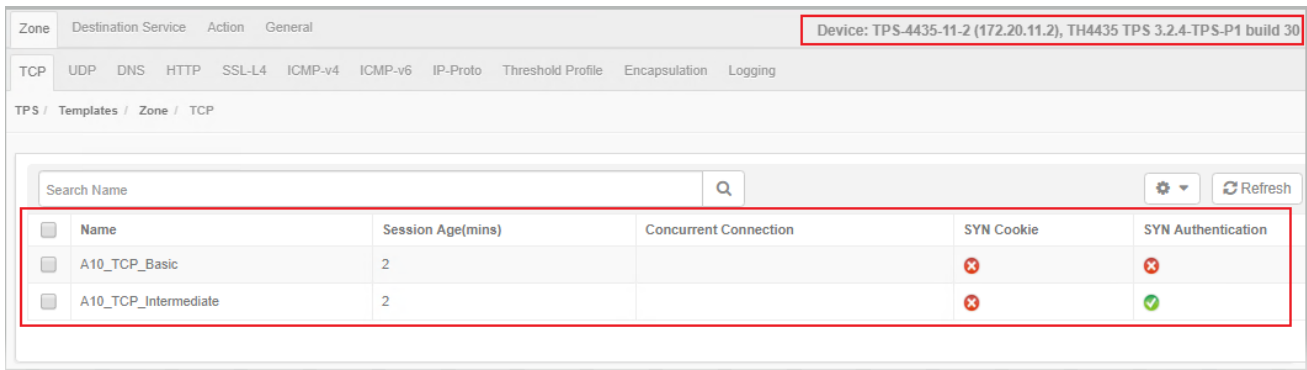 Zone Destination Service Action General Device: TPS-4435-11-2 (172.20.11.2), TH4435 TPS 3.2.4-TPS-P1 build 30
TCP UDP DNS HTTP SSL-L4 ICMP-v4 ICMP-v6 IP-Proto Threshold Profile Encapsulation Logging
TPS / Templates / Zone / TCP
Search Name Refresh
Name Session Age(mins) Concurrent Connection SYN Cookie SYN Authentication
A10_TCP_Basic 2
A10_TCP_Intermediate 2